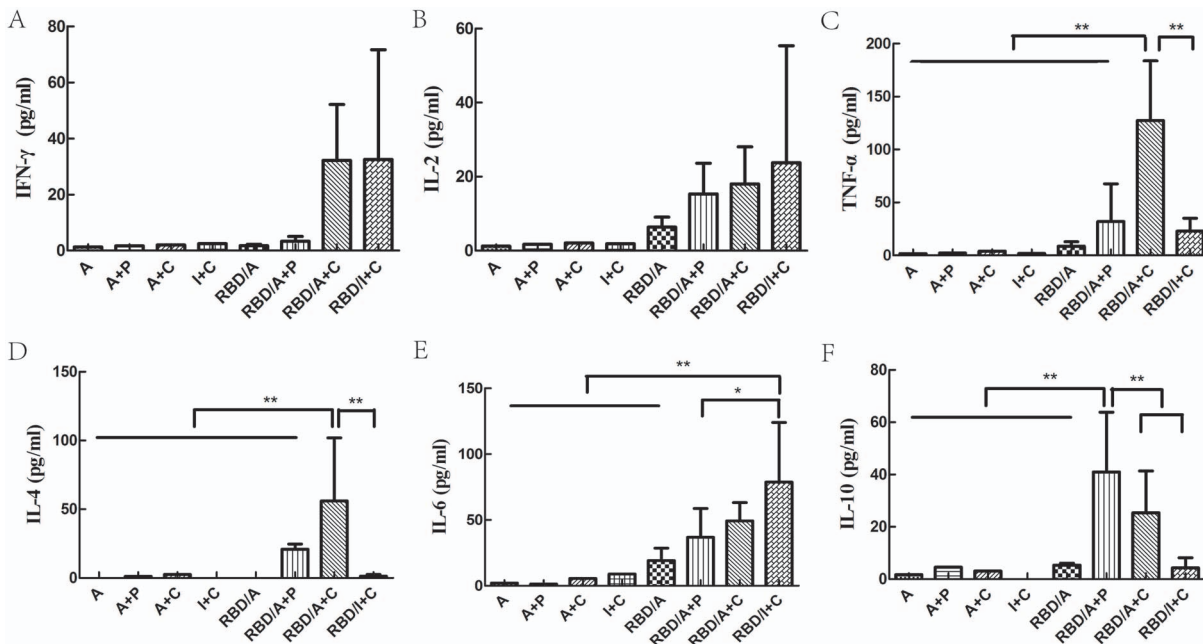 A
IFN-γ (pg/ml)
80
60
40
20
0
A
A+P
A+C
I+C
RBD/A
RBD/A+P
RBD/A+C
RBD/I+C
B
IL-2 (pg/ml)
60
40
20
0
A
A+P
A+C
I+C
RBD/A
RBD/A+P
RBD/A+C
RBD/I+C
C
TNF-α (pg/ml)
200
150
100
50
0
**
**
A
A+P
A+C
I+C
RBD/A
RBD/A+P
RBD/A+C
RBD/I+C
D
IL-4 (pg/ml)
150
100
50
0
**
**
A
A+P
A+C
I+C
RBD/A
RBD/A+P
RBD/A+C
RBD/I+C
E
IL-6 (pg/ml)
150
100
50
0
**
*
A
A+P
A+C
I+C
RBD/A
RBD/A+P
RBD/A+C
RBD/I+C
F
IL-10 (pg/ml)
80
60
40
20
0
**
**
A
A+P
A+C
I+C
RBD/A
RBD/A+P
RBD/A+C
RBD/I+C